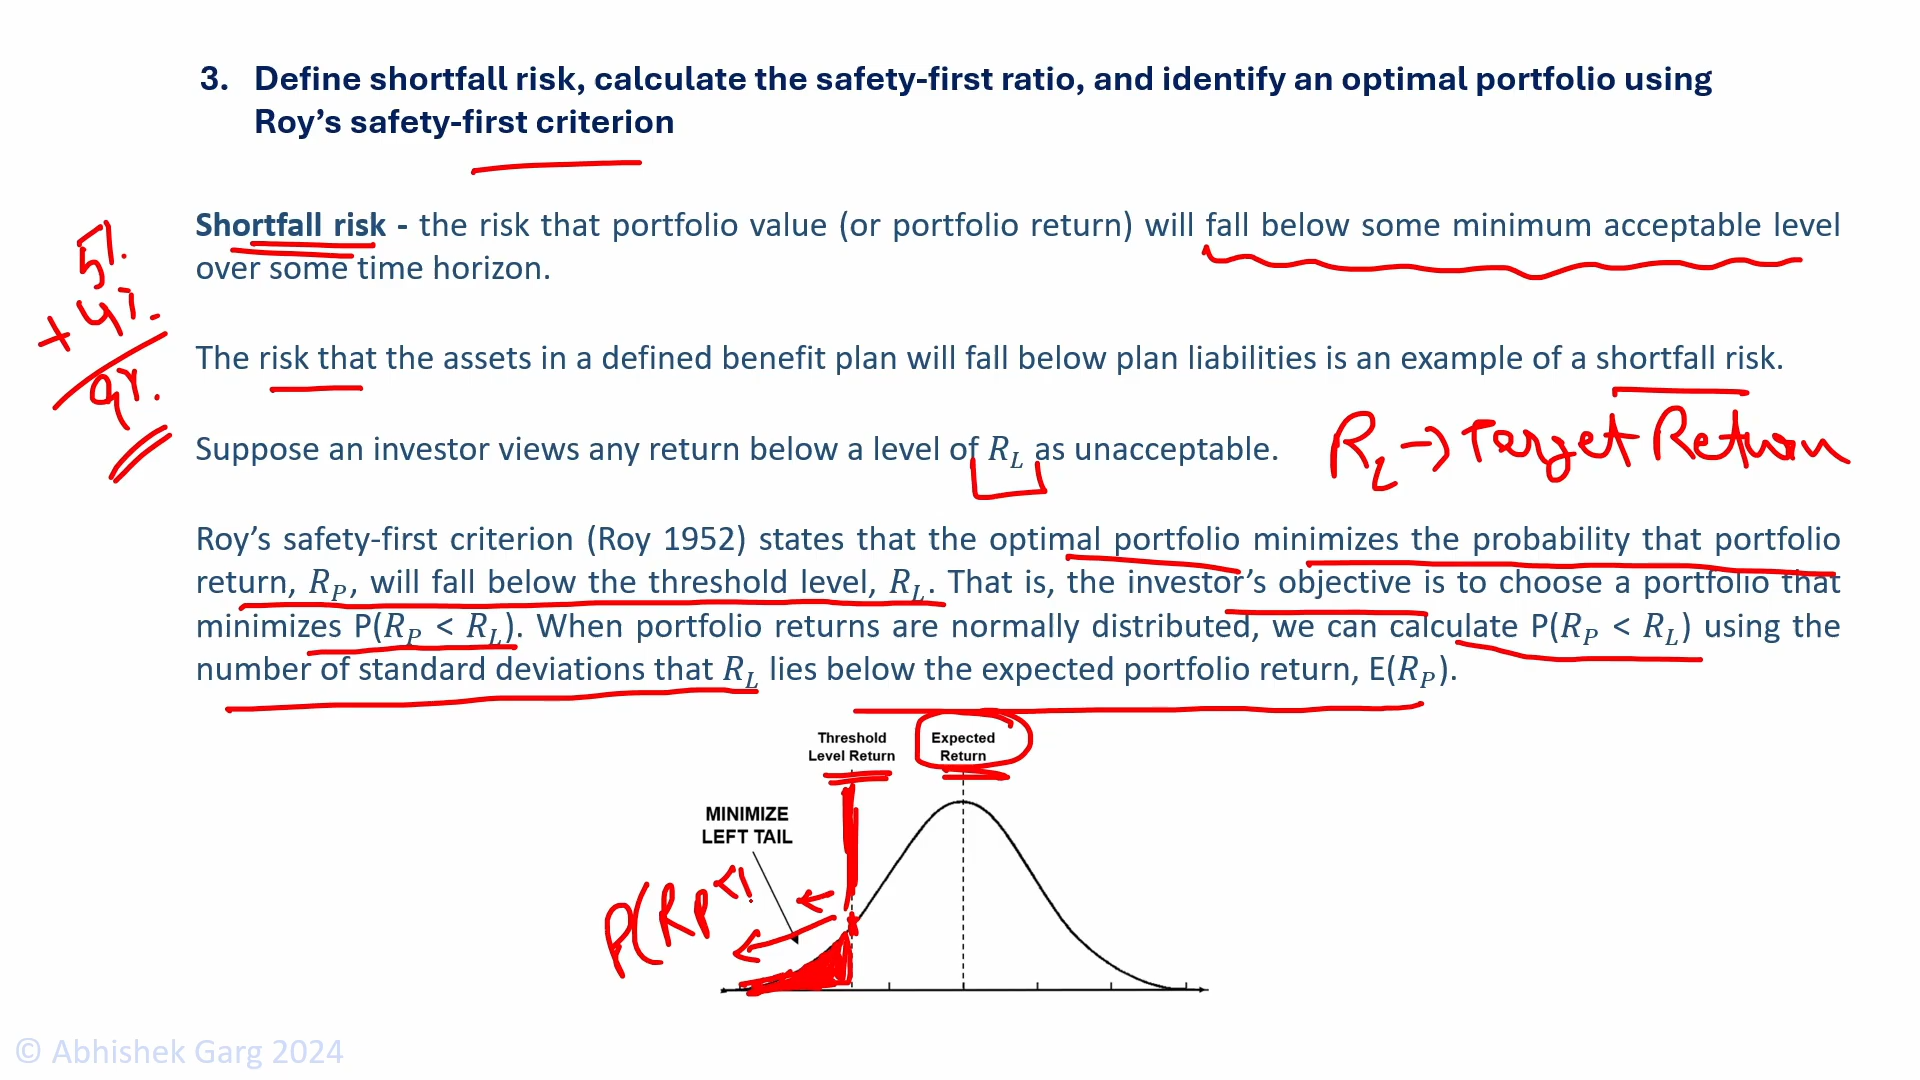 3. Define shortfall risk, calculate the safety-first ratio, and identify an optimal portfolio using
Roy’s safety-first criterion
Shortfall risk - the risk that portfolio value (or portfolio return) will fall below some minimum acceptable level
over some time horizon.
5%
+ 4%
9%
The risk that the assets in a defined benefit plan will fall below plan liabilities is an example of a shortfall risk.
Suppose an investor views any return below a level of R_L as unacceptable.
R_L → Target Return
Roy’s safety-first criterion (Roy 1952) states that the optimal portfolio minimizes the probability that portfolio
return, R_P, will fall below the threshold level, R_L. That is, the investor’s objective is to choose a portfolio that
minimizes P(R_P < R_L). When portfolio returns are normally distributed, we can calculate P(R_P < R_L) using the
number of standard deviations that R_L lies below the expected portfolio return, E(R_P).
Threshold
Level Return
Expected
Return
MINIMIZE
LEFT TAIL
P(Rp <
© Abhishek Garg 2024